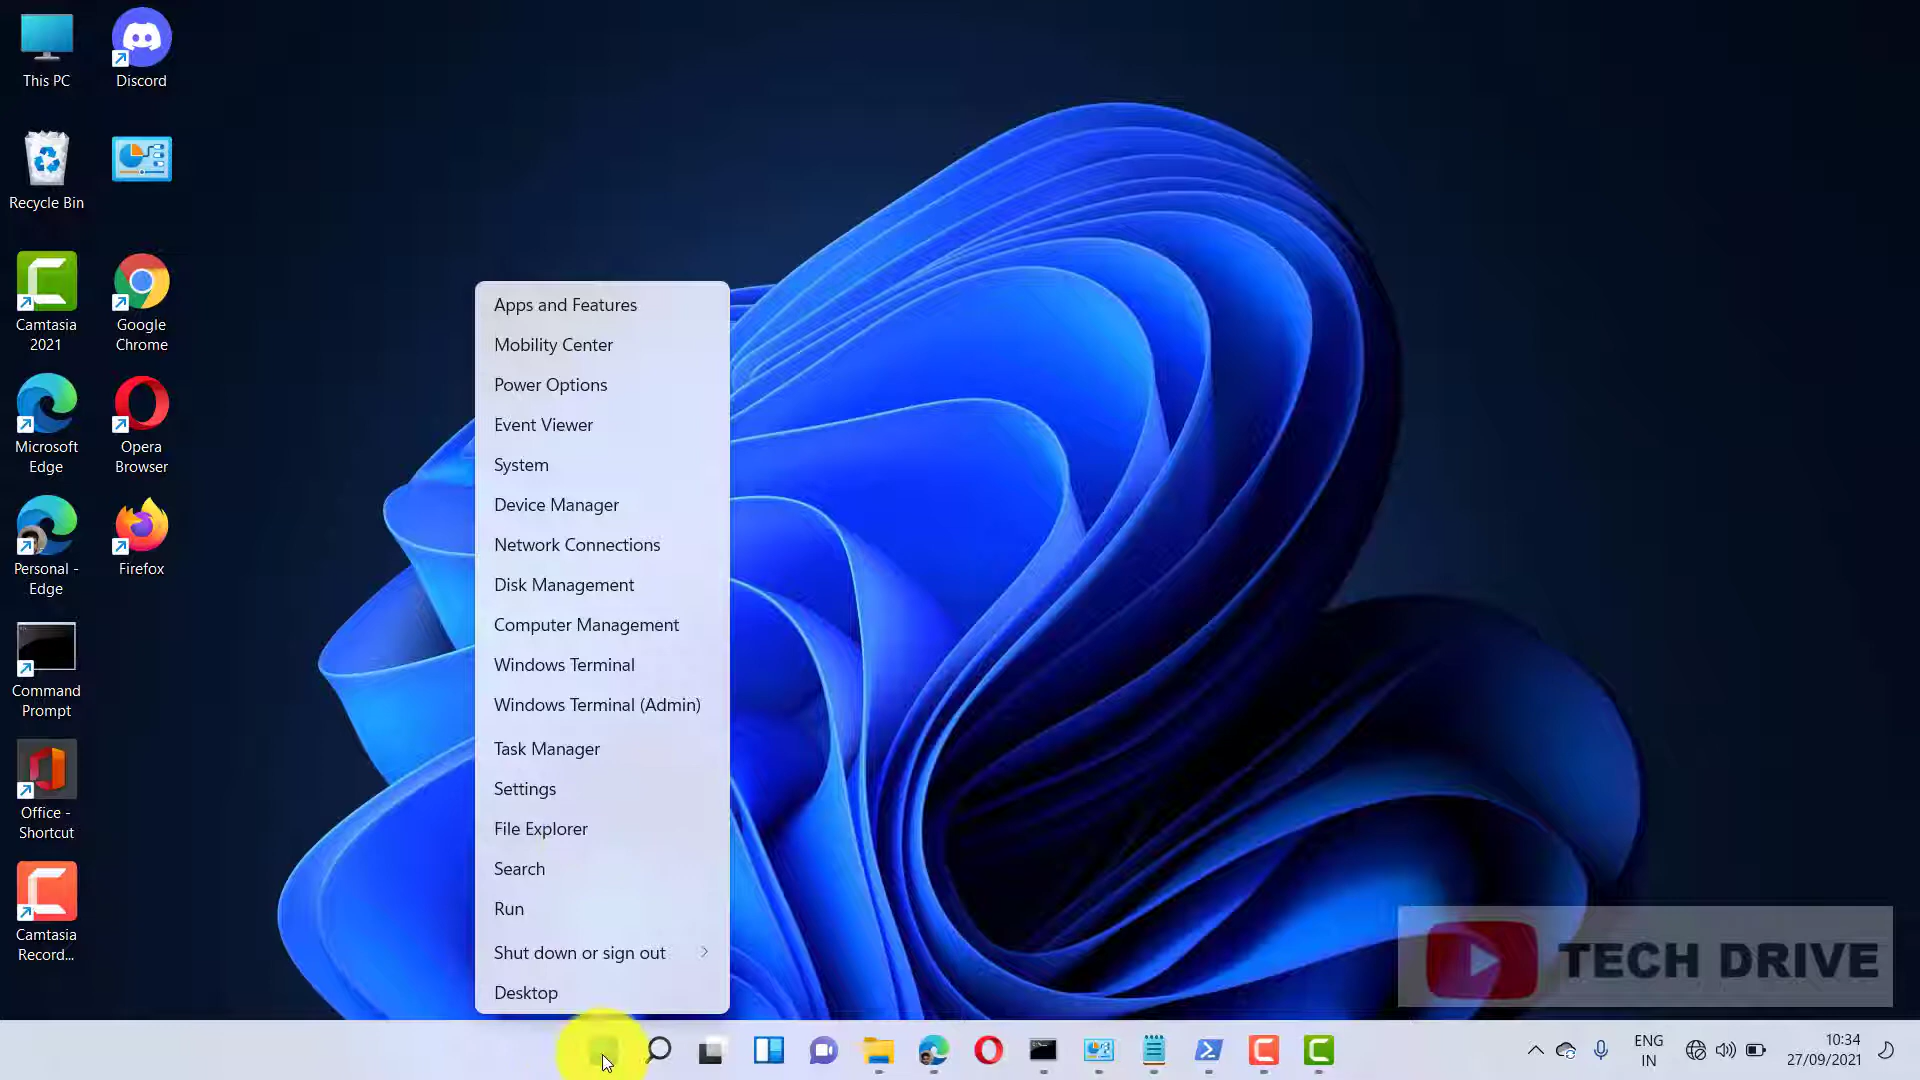 This PC
Discord
Recycle Bin
Camtasia
2021
Google
Chrome
Microsoft
Edge
Opera
Browser
Personal -
Edge
Firefox
Command
Prompt
Office -
Shortcut
Camtasia
Record...
Apps and Features
Mobility Center
Power Options
Event Viewer
System
Device Manager
Network Connections
Disk Management
Computer Management
Windows Terminal
Windows Terminal (Admin)
Task Manager
Settings
File Explorer
Search
Run
Shut down or sign out
Desktop
TECH DRIVE
ENG
IN
10:34
27/09/2021